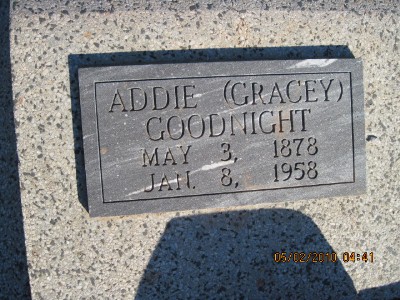 ADDIE (GRACEY)
GOODNIGHT
MAY 3, 1878
JAN. 8, 1958
05/02/2010 04:41